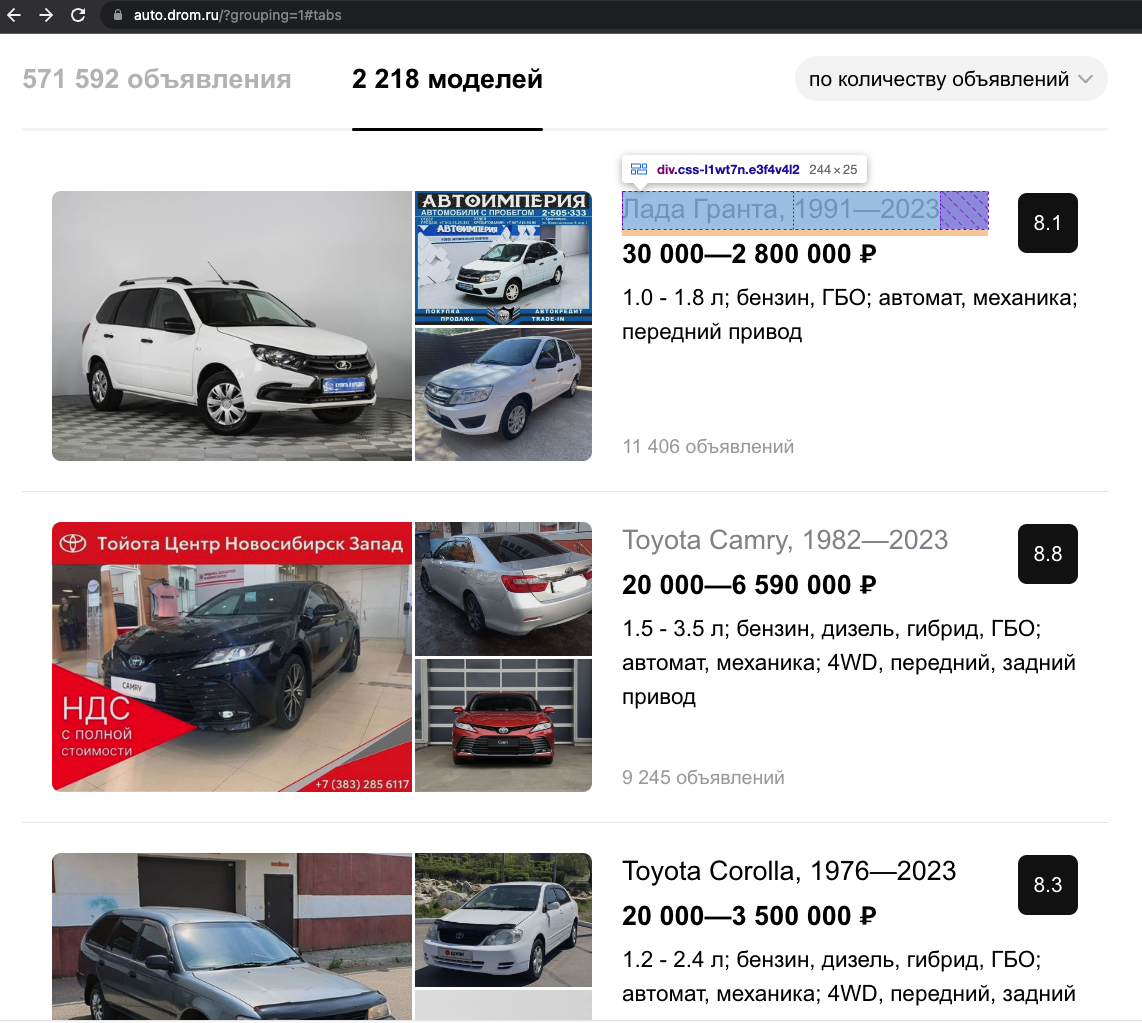 auto.drom.ru/?grouping=1#tabs
571 592 объявления
2 218 моделей
по количеству объявлений
div.css-l1wt7n.e3f4v4l2 244 × 25
Лада Гранта, 1991—2023
8.1
30 000—2 800 000 ₽
1.0 - 1.8 л; бензин, ГБО; автомат, механика;
передний привод
11 406 объявлений
АВТОИМПЕРИЯ
АВТОМОБИЛИ С ПРОБЕГОМ 2-505-333
АВТОИМПЕРИЯ
ПОКУПКА
ПРОДАЖА
АВТОКРЕДИТ
TRADE-IN
Тойота Центр Новосибирск Запад
CAMRY
НДС
С ПОЛНОЙ
СТОИМОСТИ
+7 (383) 285 6117
Toyota Camry, 1982—2023
8.8
20 000—6 590 000 ₽
1.5 - 3.5 л; бензин, дизель, гибрид, ГБО;
автомат, механика; 4WD, передний, задний
привод
9 245 объявлений
Toyota Corolla, 1976—2023
8.3
20 000—3 500 000 ₽
1.2 - 2.4 л; бензин, дизель, гибрид, ГБО;
автомат, механика; 4WD, передний, задний